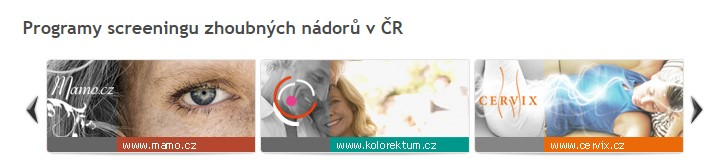 Programy screeningu zhoubných nádorů v ČR
Mamo.cz
CERVIX
www.mamo.cz
www.kolorektum.cz
www.cervix.cz